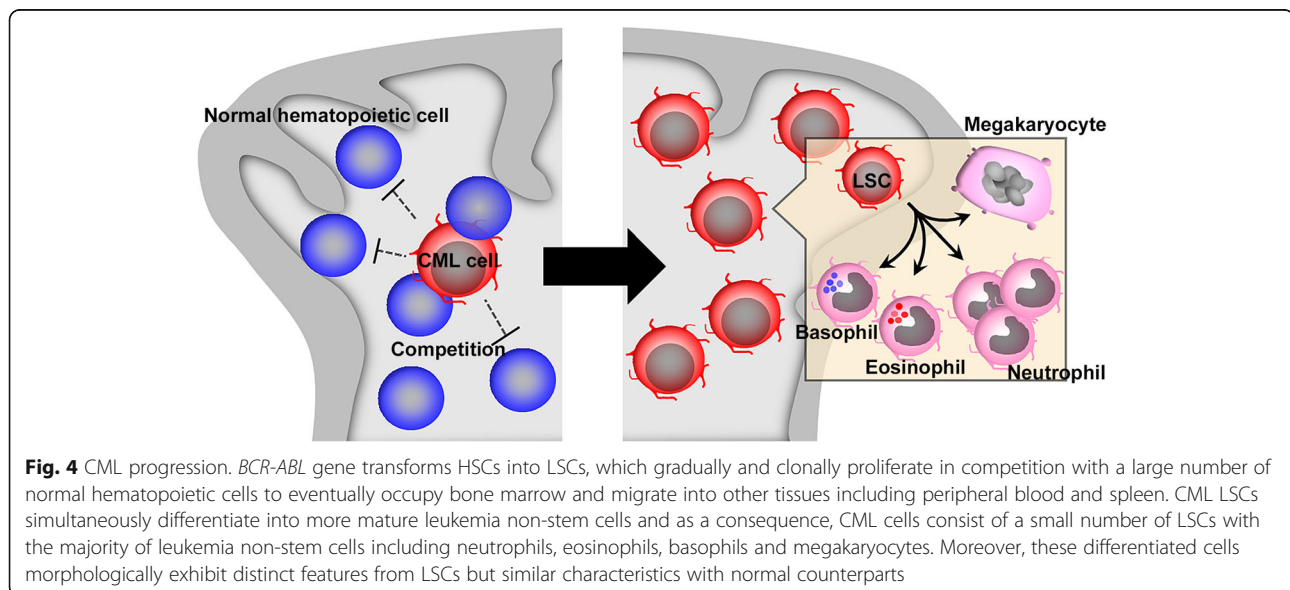 Normal hematopoietic cell
CML cell
Competition
Megakaryocyte
LSC
Basophil
Eosinophil
Neutrophil
Fig. 4 CML progression. BCR-ABL gene transforms HSCs into LSCs, which gradually and clonally proliferate in competition with a large number of
normal hematopoietic cells to eventually occupy bone marrow and migrate into other tissues including peripheral blood and spleen. CML LSCs
simultaneously differentiate into more mature leukemia non-stem cells and as a consequence, CML cells consist of a small number of LSCs with
the majority of leukemia non-stem cells including neutrophils, eosinophils, basophils and megakaryocytes. Moreover, these differentiated cells
morphologically exhibit distinct features from LSCs but similar characteristics with normal counterparts